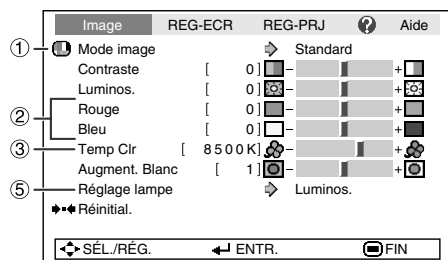 Image REG-ECR REG-PRJ ? Aide
① Mode image Standard
Contraste [ 0] - +
Luminos. [ 0] - +
② Rouge [ 0] - +
Bleu [ 0] - +
③ Temp Clr [ 8500K] - +
Augment. Blanc [ 1] - +
⑤ Réglage lampe Luminos.
Réinitial.
SÉL./RÉG. ENTR. FIN